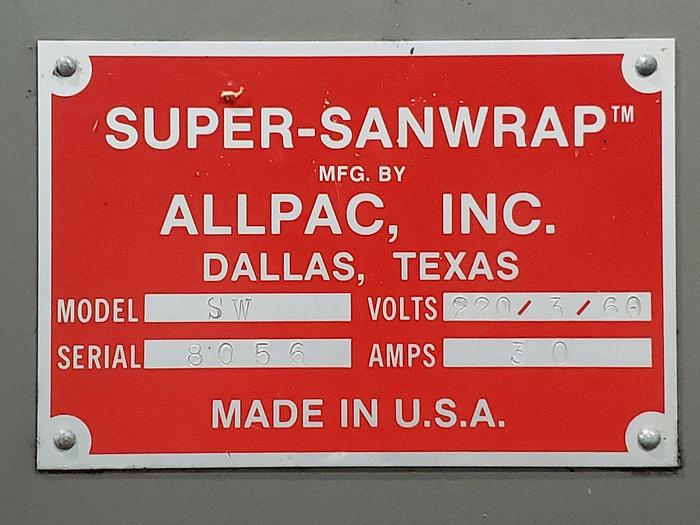 SUPER-SANWRAP™
MFG. BY
ALLPAC, INC.
DALLAS, TEXAS
MODEL SW VOLTS 220/3/60
SERIAL 8056 AMPS 30
MADE IN U.S.A.